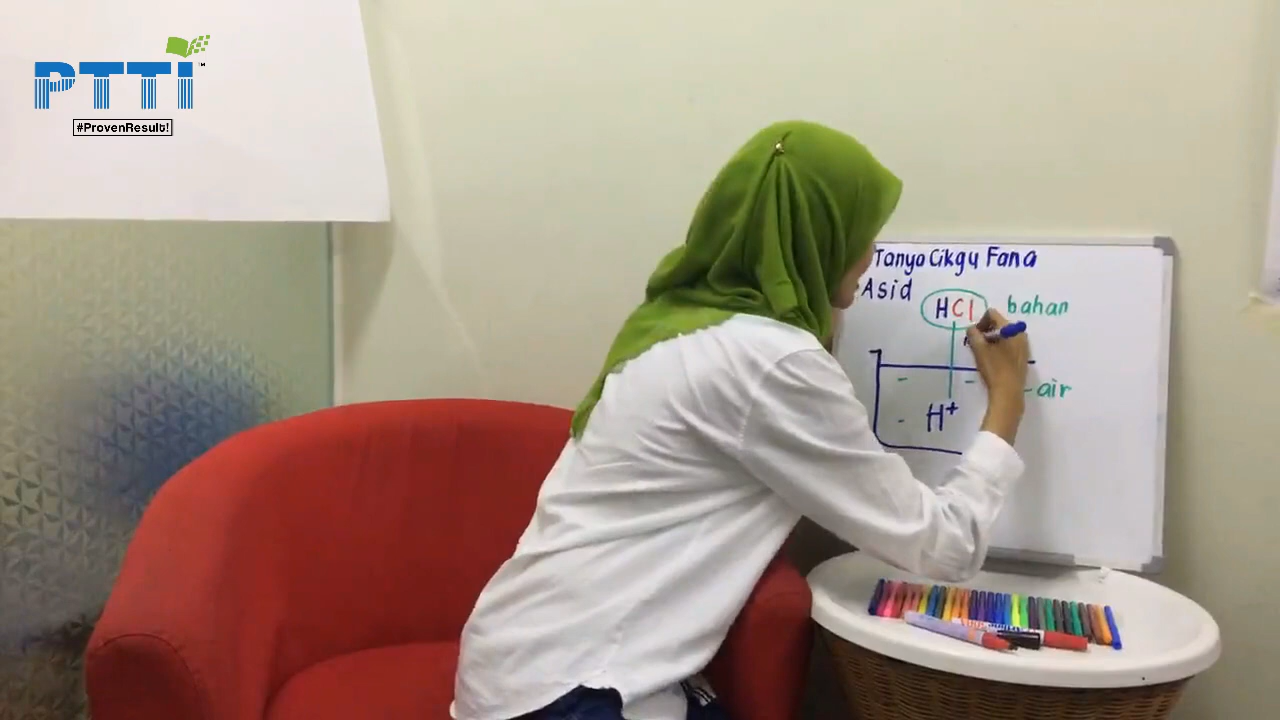 PTTI
#ProvenResult!
Tanya Cikgu Fana
Asid
HCl bahan
air
H+